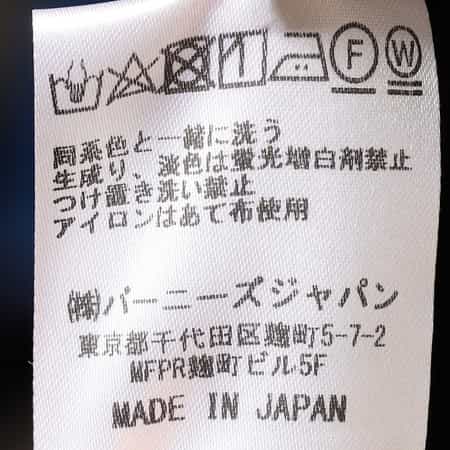 F W
同系色と一緒に洗う
生成り、淡色は蛍光増白剤禁止
つけ置き洗い禁止
アイロンはあて布使用
㈱バーニーズジャパン
東京都千代田区麹町5-7-2
MFPR麹町ビル5F
MADE IN JAPAN